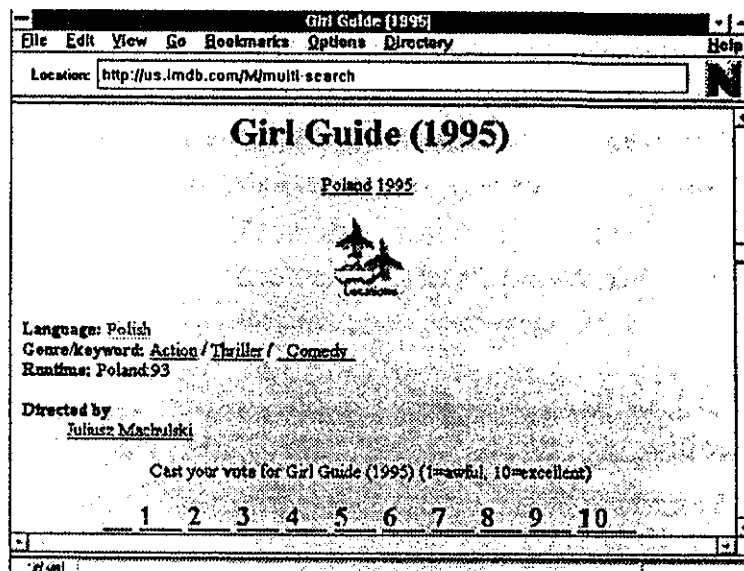 Girl Guide [1995]
File Edit View Go Bookmarks Options Directory Help
Location: http://us.imdb.com/M/multi-search
N
Girl Guide (1995)
Poland 1995
Locations
Language: Polish
Genre/keyword: Action / Thriller / Comedy
Runtime: Poland:93
Directed by
Juliusz Machulski
Cast your vote for Girl Guide (1995) (1=awful, 10=excellent)
1 2 3 4 5 6 7 8 9 10